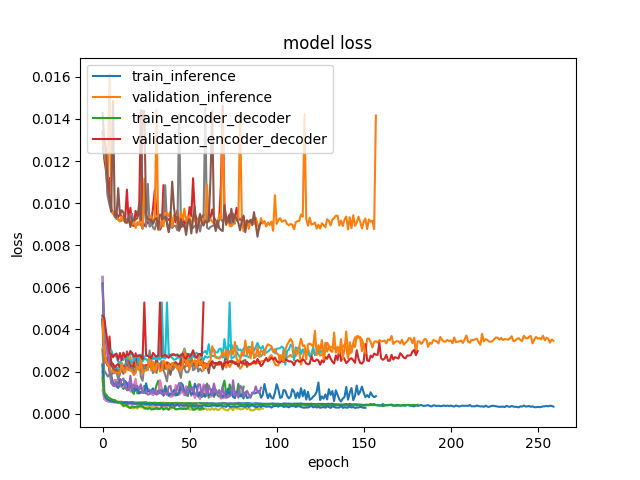 model loss
train_inference
validation_inference
train_encoder_decoder
validation_encoder_decoder
loss
0.016
0.014
0.012
0.010
0.008
0.006
0.004
0.002
0.000
0
50
100
150
200
250
epoch